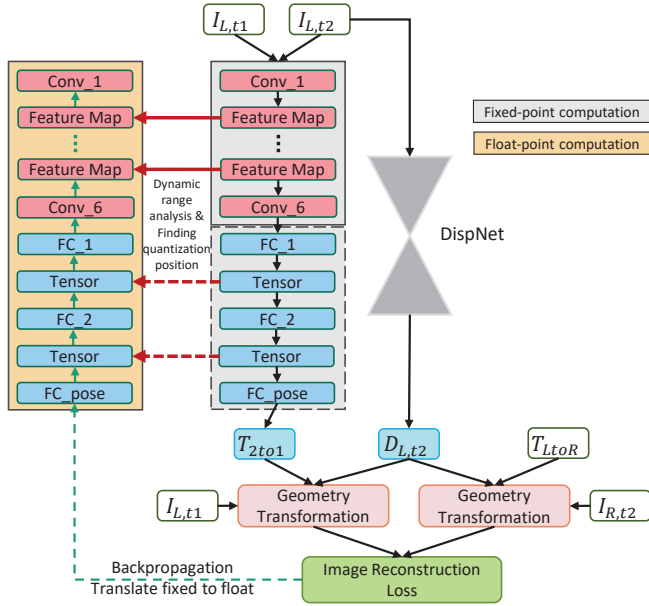 I_{L,t1}
I_{L,t2}
Conv_1
Feature Map
Feature Map
Conv_6
FC_1
Tensor
FC_2
Tensor
FC_pose
Dynamic
range
analysis &
Finding
quantization
position
Conv_1
Feature Map
Feature Map
Conv_6
FC_1
Tensor
FC_2
Tensor
FC_pose
Fixed-point computation
Float-point computation
DispNet
T_{2to1}
D_{L,t2}
T_{LtoR}
I_{L,t1}
Geometry
Transformation
Geometry
Transformation
I_{R,t2}
Backpropagation
Translate fixed to float
Image Reconstruction
Loss